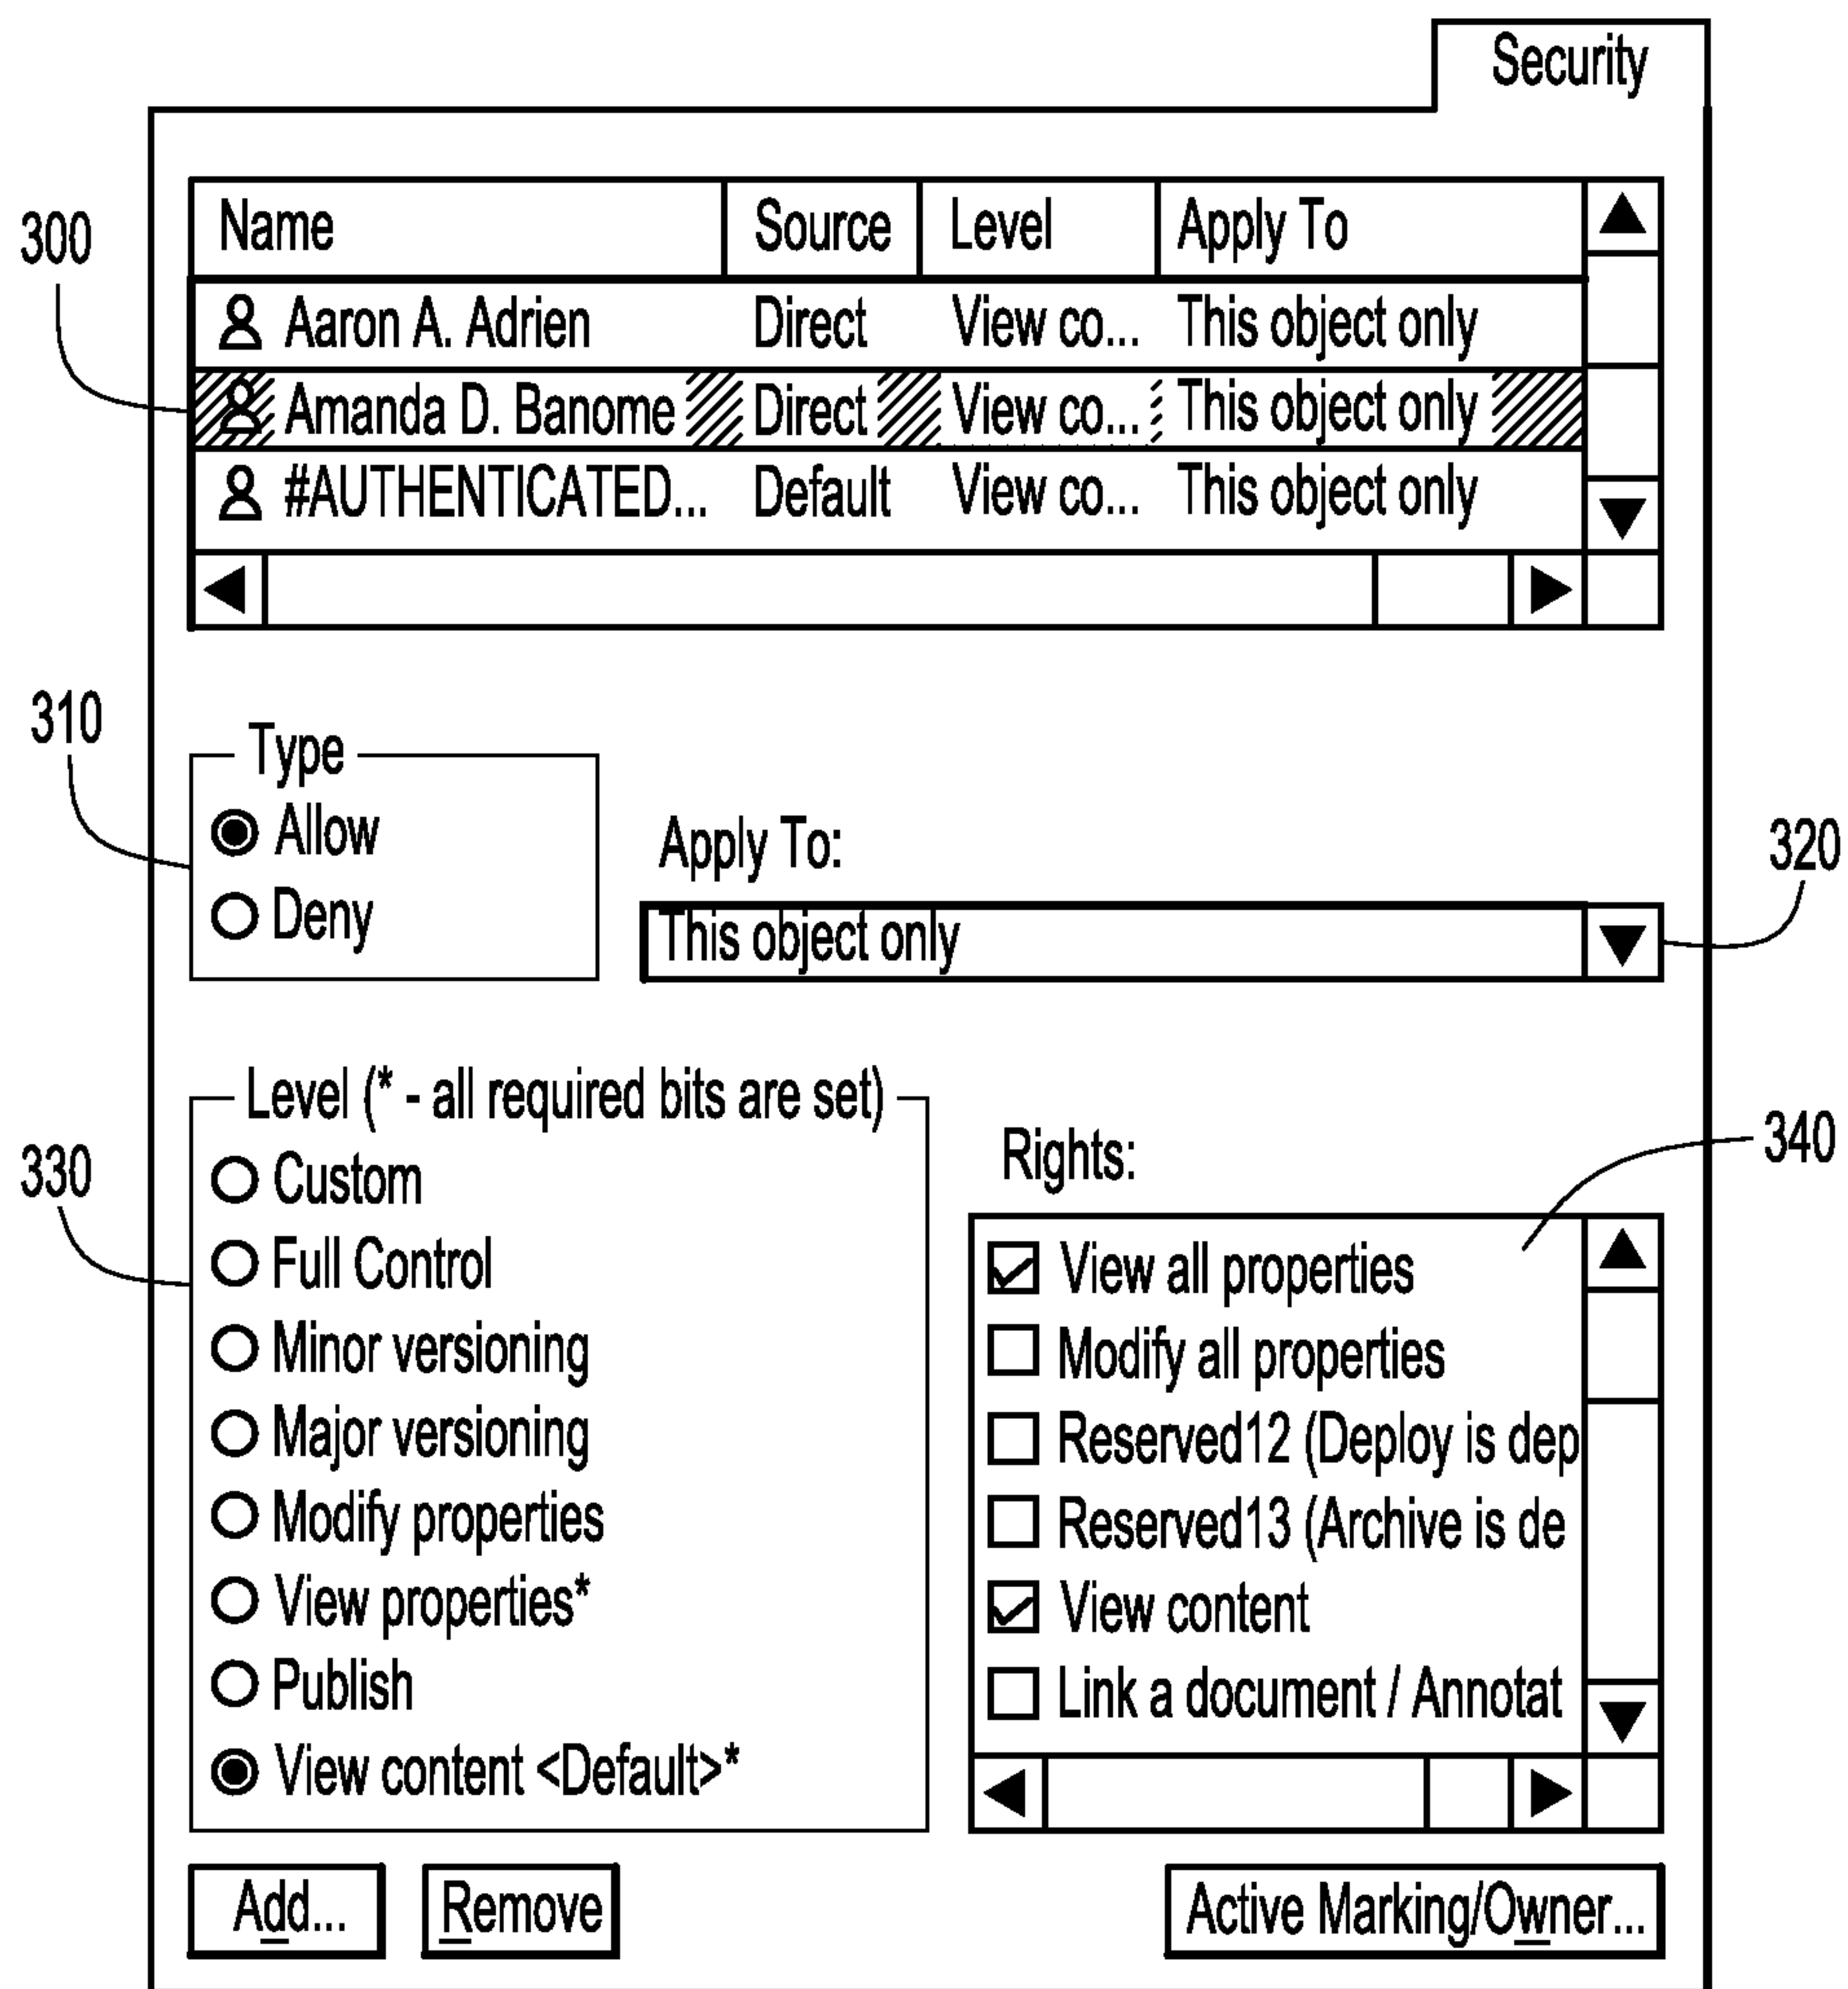 Security
300
Name Source Level Apply To
Aaron A. Adrien Direct View co... This object only
Amanda D. Banome Direct View co... This object only
#AUTHENTICATED... Default View co... This object only
310
Type
Allow
Deny
Apply To:
This object only
320
330
Level (* - all required bits are set)
Custom
Full Control
Minor versioning
Major versioning
Modify properties
View properties*
Publish
View content <Default>*
Rights:
340
View all properties
Modify all properties
Reserved12 (Deploy is dep
Reserved13 (Archive is de
View content
Link a document / Annotat
Add... Remove Active Marking/Owner...